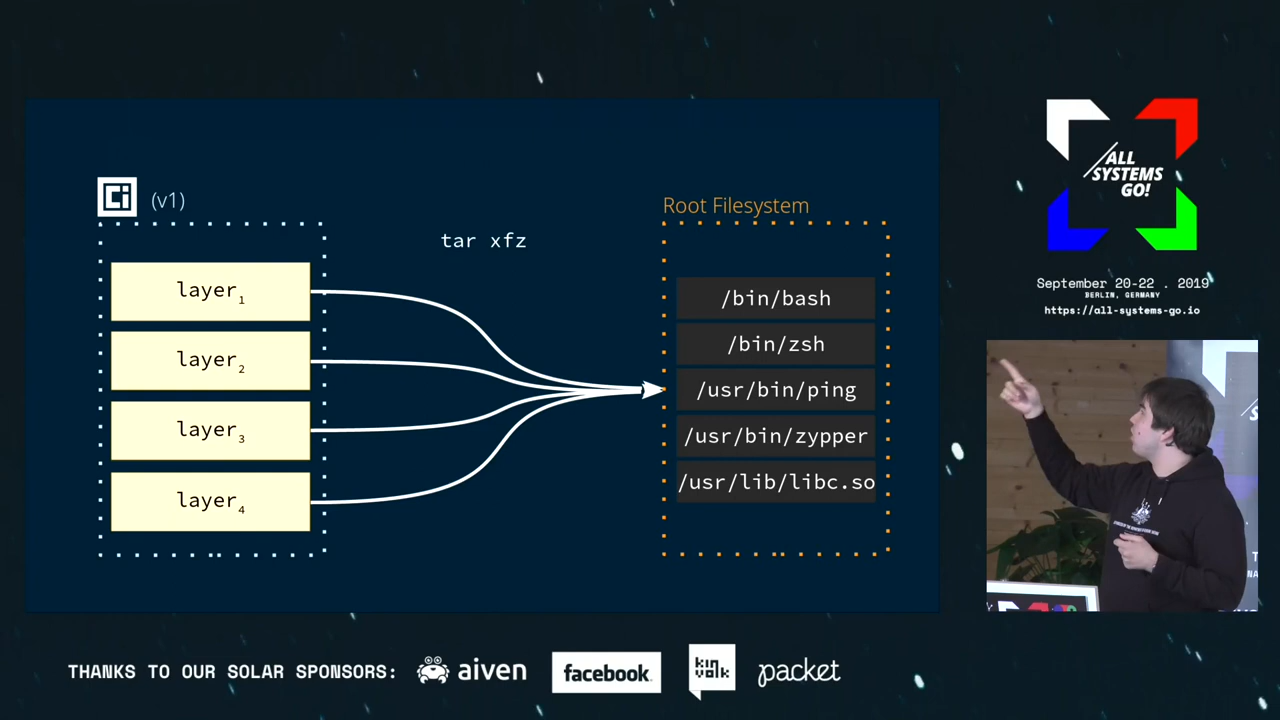 Ci (v1)
Root Filesystem
tar xfz
layer1
layer2
layer3
layer4
/bin/bash
/bin/zsh
/usr/bin/ping
/usr/bin/zypper
/usr/lib/libc.so
/ALL
SYSTEMS
GO!
September 20-22 . 2019
BERLIN, GERMANY
https://all-systems-go.io
THANKS TO OUR SOLAR SPONSORS:
aiven
facebook
kinvolk
packet